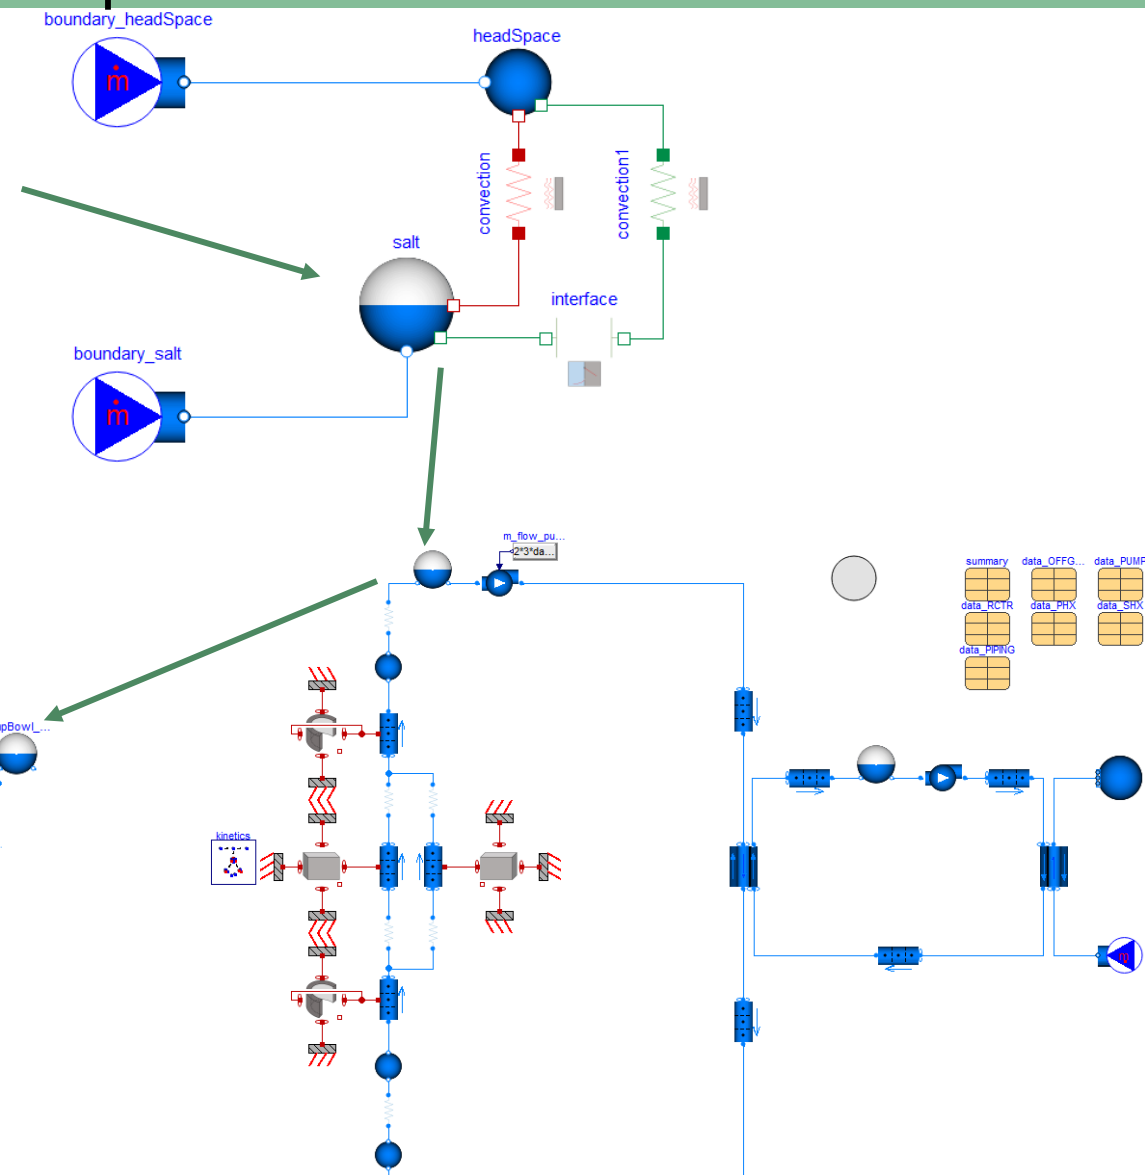 boundary_headSpace
headSpace
ṁ
convection
convection1
salt
interface
boundary_salt
ṁ
m_flow_pu...
2*3*da...
summary
data_OFFG...
data_PUMP
data_RCTR
data_PHX
data_SHX
data_PIPING
pBowl_...
kinetics